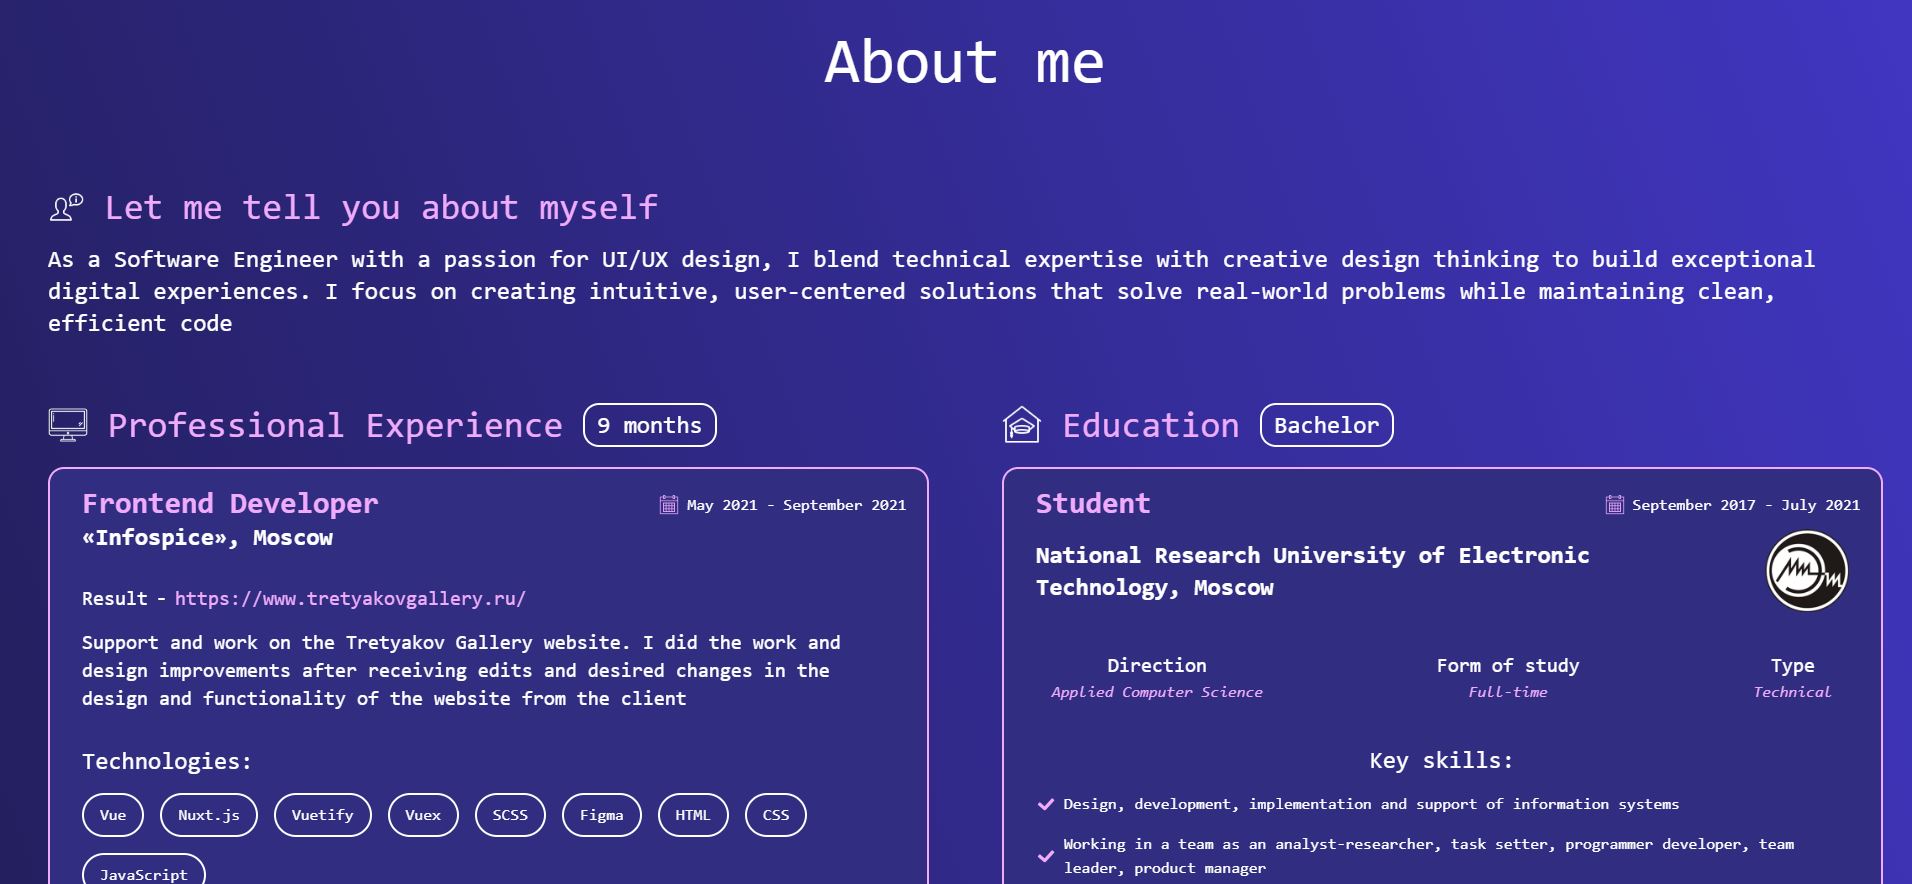 About me
Let me tell you about myself
As a Software Engineer with a passion for UI/UX design, I blend technical expertise with creative design thinking to build exceptional
digital experiences. I focus on creating intuitive, user-centered solutions that solve real-world problems while maintaining clean,
efficient code
Professional Experience 9 months
Frontend Developer May 2021 - September 2021
«Infospice», Moscow
Result - https://www.tretyakovgallery.ru/
Support and work on the Tretyakov Gallery website. I did the work and
design improvements after receiving edits and desired changes in the
design and functionality of the website from the client
Technologies:
Vue Nuxt.js Vuetify Vuex SCSS Figma HTML CSS
JavaScript
Education Bachelor
Student September 2017 - July 2021
National Research University of Electronic
Technology, Moscow
Direction Form of study Type
Applied Computer Science Full-time Technical
Key skills:
Design, development, implementation and support of information systems
Working in a team as an analyst-researcher, task setter, programmer developer, team
leader, product manager